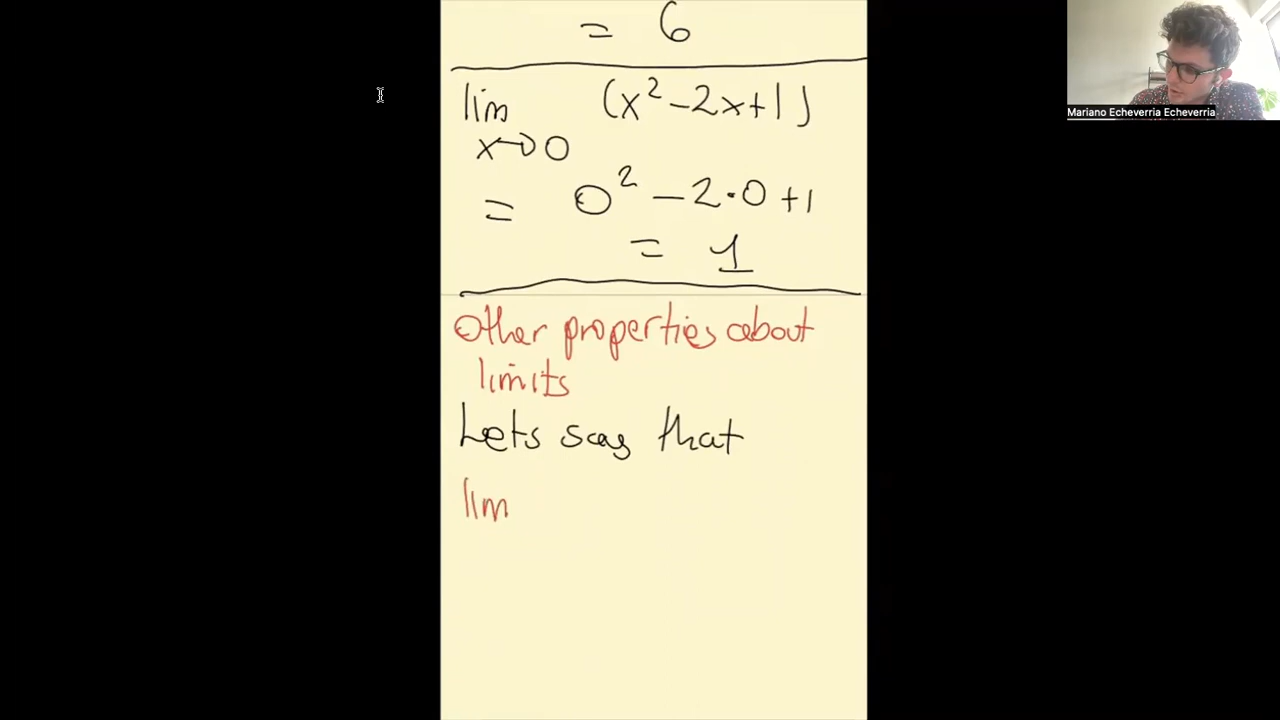 = 6
lim (x² -2x+1)
x→0
= 0² - 2·0 +1
= 1
Other properties about
limits
Lets say that
lim
Mariano Echeverria Echeverria